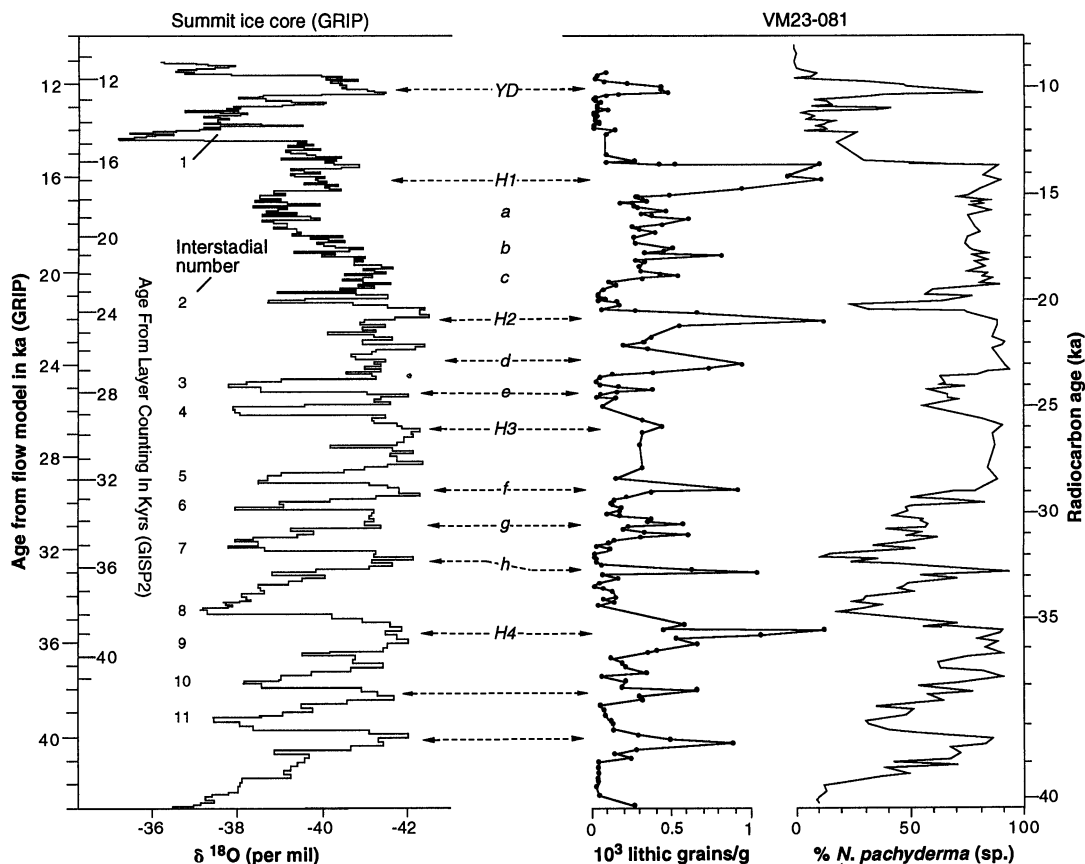 Summit ice core (GRIP)
VM23-081
Age from flow model in ka (GRIP)
12
16
20
24
28
32
36
40
Age From Layer Counting In Kyrs (GISP2)
12
16
20
24
28
32
36
40
Interstadial
number
1
2
3
4
5
6
7
8
9
10
11
YD
H1
a
b
c
H2
d
e
H3
f
g
h
H4
-36
-38
-40
-42
δ 18O (per mil)
0
0.5
1
10³ lithic grains/g
0
50
100
% N. pachyderma (sp.)
-10
-15
-20
-25
-30
-35
-40
Radiocarbon age (ka)